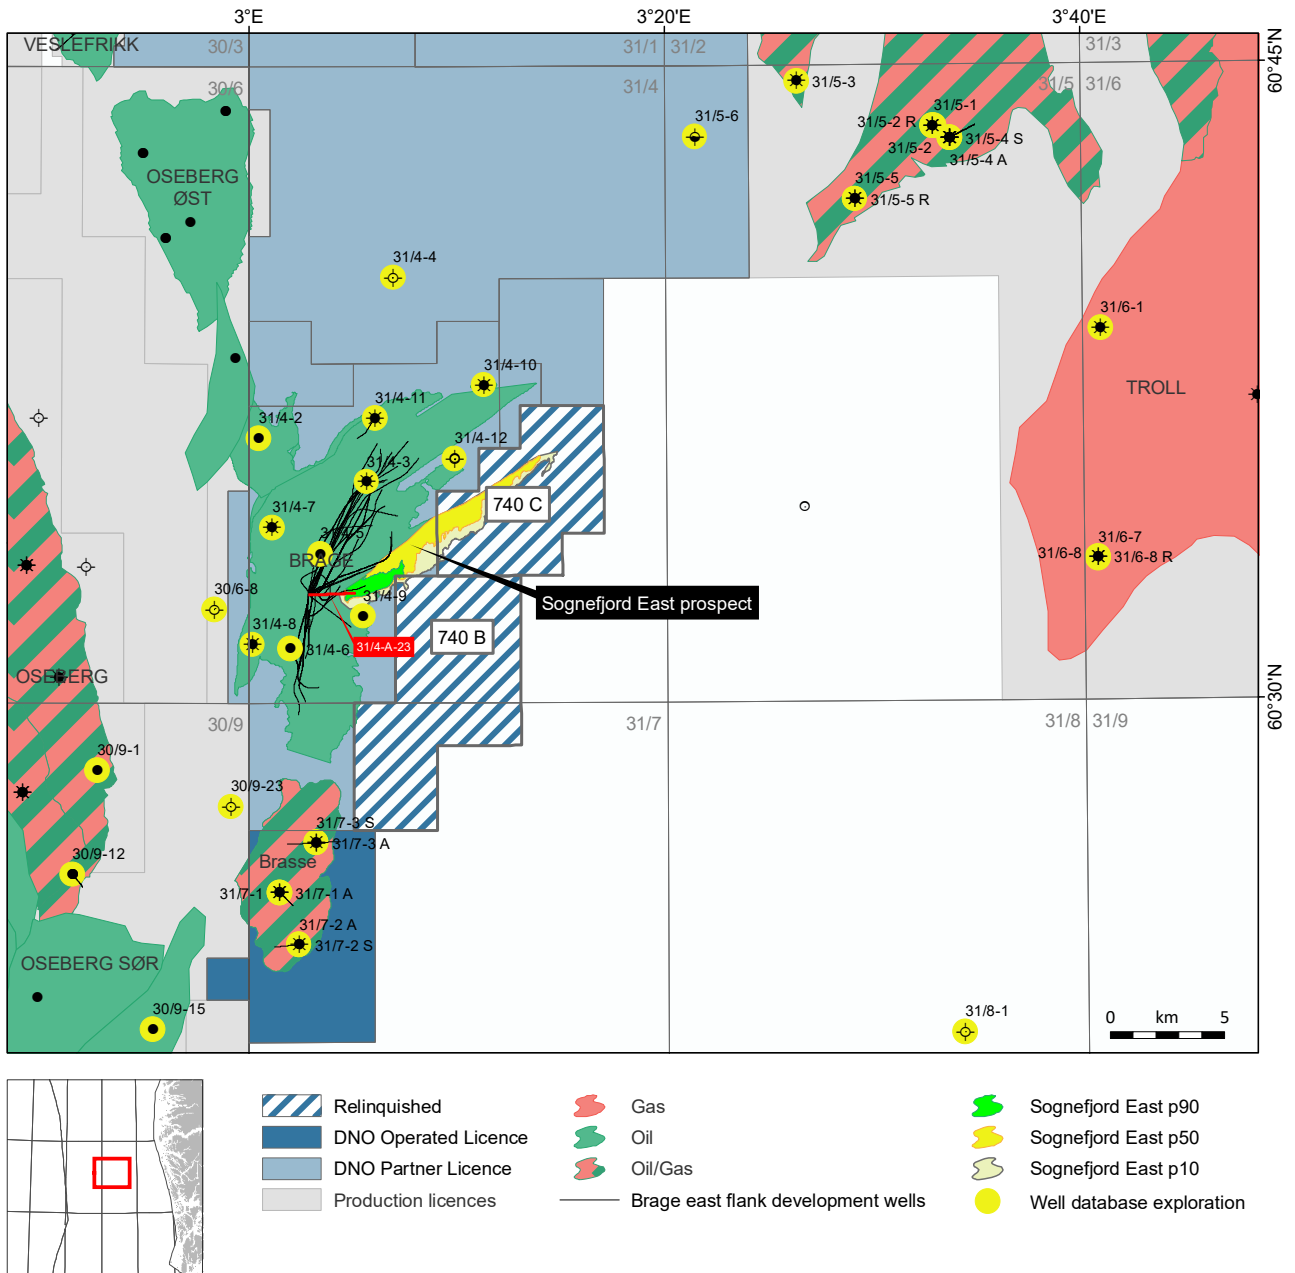 3°E
3°20'E
3°40'E
VESLEFRIKK
30/3
31/1
31/2
31/3
60°45'N
30/6
31/4
31/5
31/6
31/5-3
31/5-6
31/5-1
31/5-2 R
31/5-2
31/5-4 S
31/5-4 A
OSEBERG
ØST
31/5-5
31/5-5 R
31/4-4
31/6-1
31/4-10
TROLL
31/4-11
31/4-2
31/4-12
31/4-3
31/4-7
740 C
31/4-5
BRAGE
31/6-7
31/6-8
31/6-8 R
30/6-8
31/4-9
Sognefjord East prospect
31/4-8
31/4-6
31/4-A-23
740 B
OSEBERG
60°30'N
30/9
31/7
31/8
31/9
30/9-1
30/9-23
31/7-3 S
31/7-3 A
30/9-12
Brasse
31/7-1
31/7-1 A
31/7-2 A
31/7-2 S
OSEBERG SØR
30/9-15
31/8-1
0 km 5
Relinquished
DNO Operated Licence
DNO Partner Licence
Production licences
Gas
Oil
Oil/Gas
Brage east flank development wells
Sognefjord East p90
Sognefjord East p50
Sognefjord East p10
Well database exploration